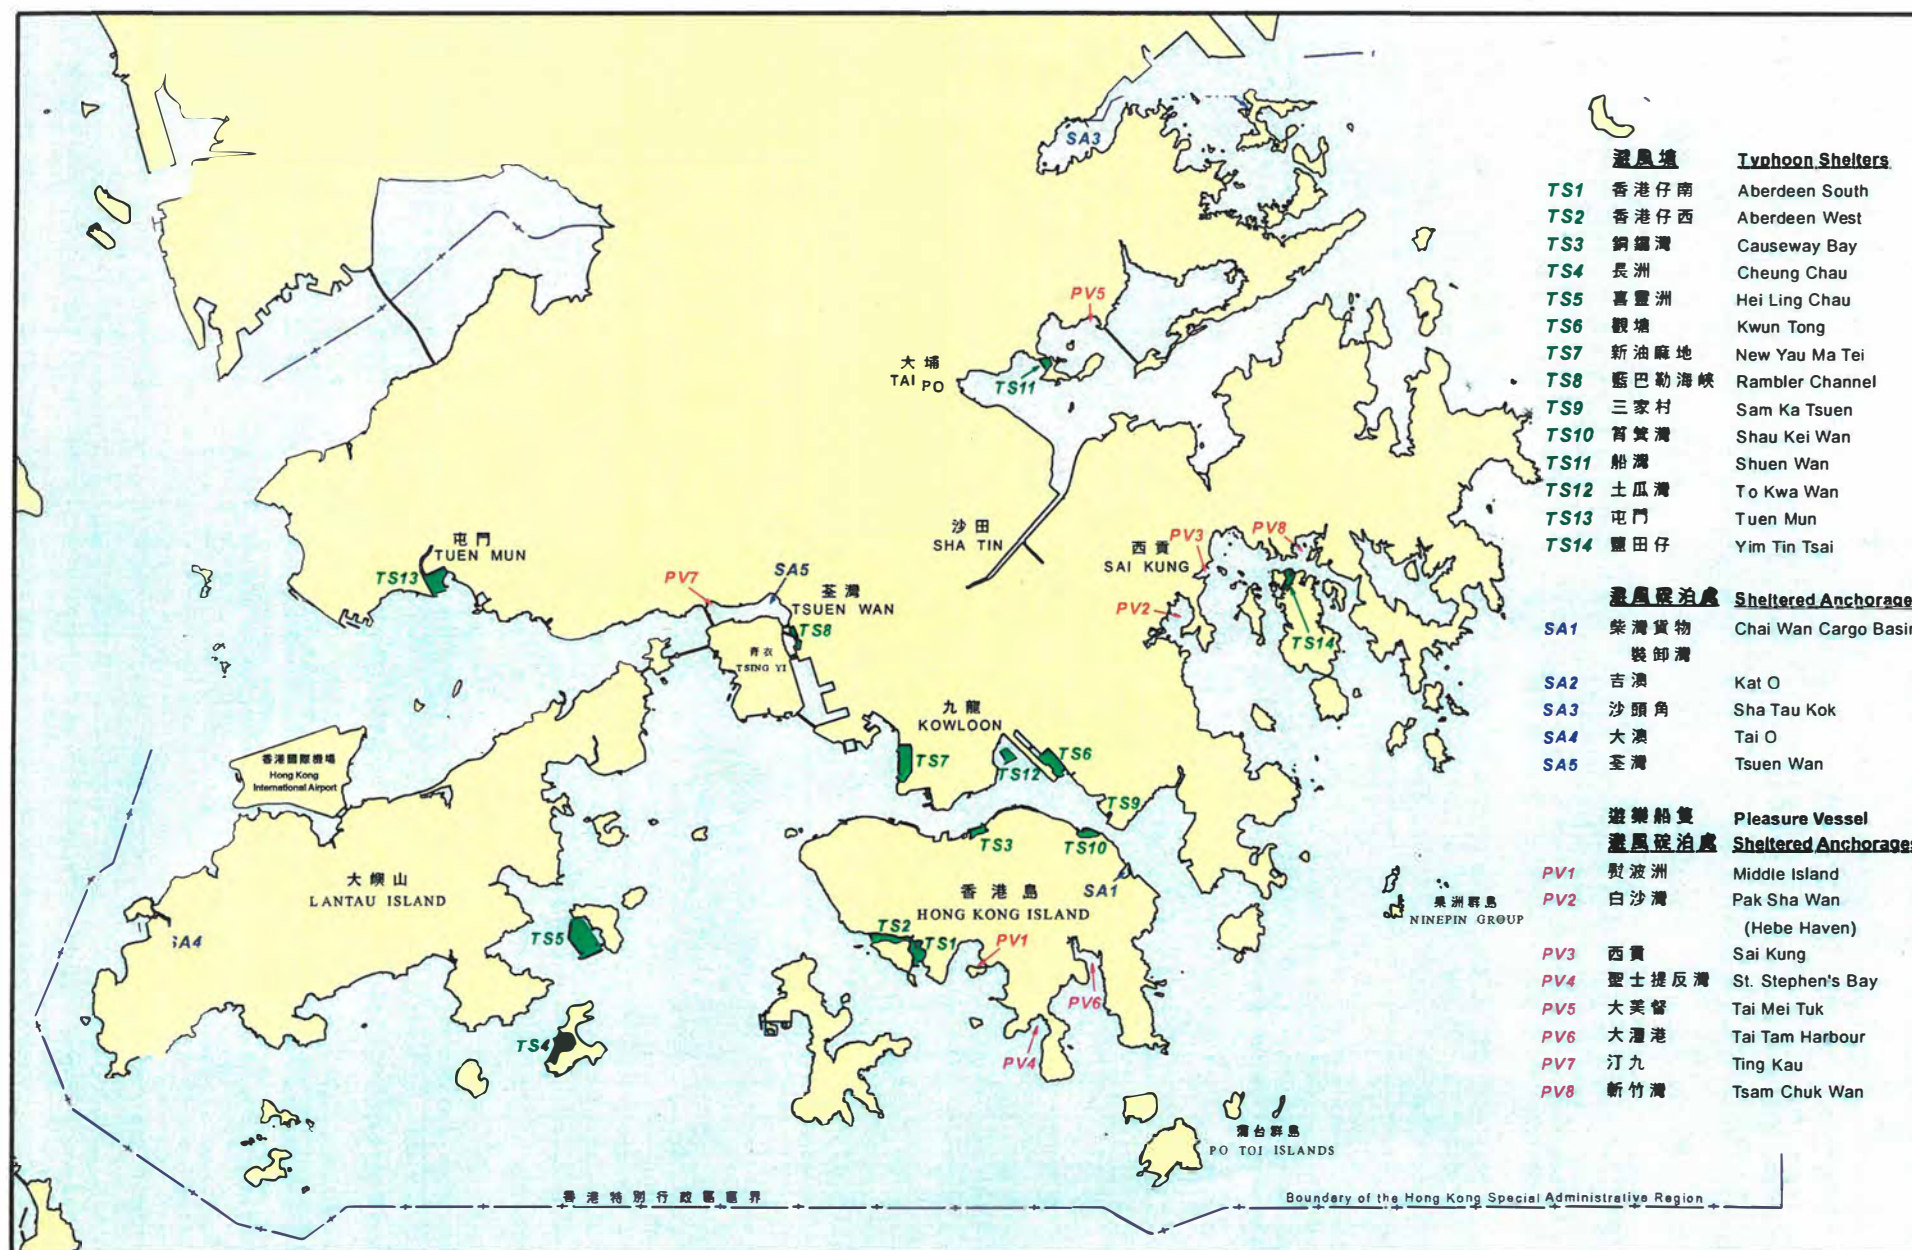 SA3
PV5
大埔
TAI PO
TS11
屯門
TUEN MUN
TS13
PV7
SA5
荃灣
TSUEN WAN
TS8
青衣
TSING YI
沙田
SHA TIN
西貢
SAI KUNG
PV3
PV8
PV2
TS14
九龍
KOWLOON
TS7
TS12
TS6
TS9
香港國際機場
Hong Kong
International Airport
TS3
TS10
SA1
大嶼山
LANTAU ISLAND
香港島
HONG KONG ISLAND
SA4
TS5
TS2
TS1
PV1
PV6
PV4
TS4
果洲群島
NINEPIN GROUP
蒲台群島
PO TOI ISLANDS
香港特別行政區區界
Boundary of the Hong Kong Special Administrative Region
避風塘 Typhoon Shelters
TS1 香港仔南 Aberdeen South
TS2 香港仔西 Aberdeen West
TS3 銅鑼灣 Causeway Bay
TS4 長洲 Cheung Chau
TS5 喜靈洲 Hei Ling Chau
TS6 觀塘 Kwun Tong
TS7 新油麻地 New Yau Ma Tei
TS8 藍巴勒海峽 Rambler Channel
TS9 三家村 Sam Ka Tsuen
TS10 筲箕灣 Shau Kei Wan
TS11 船灣 Shuen Wan
TS12 土瓜灣 To Kwa Wan
TS13 屯門 Tuen Mun
TS14 鹽田仔 Yim Tin Tsai
避風碇泊處 Sheltered Anchorage
SA1 柴灣貨物 Chai Wan Cargo Basin
裝卸灣
SA2 吉澳 Kat O
SA3 沙頭角 Sha Tau Kok
SA4 大澳 Tai O
SA5 荃灣 Tsuen Wan
遊樂船隻 Pleasure Vessel
避風碇泊處 Sheltered Anchorages
PV1 熨波洲 Middle Island
PV2 白沙灣 Pak Sha Wan
(Hebe Haven)
PV3 西貢 Sai Kung
PV4 聖士提反灣 St. Stephen's Bay
PV5 大美督 Tai Mei Tuk
PV6 大潭港 Tai Tam Harbour
PV7 汀九 Ting Kau
PV8 斬竹灣 Tsam Chuk Wan